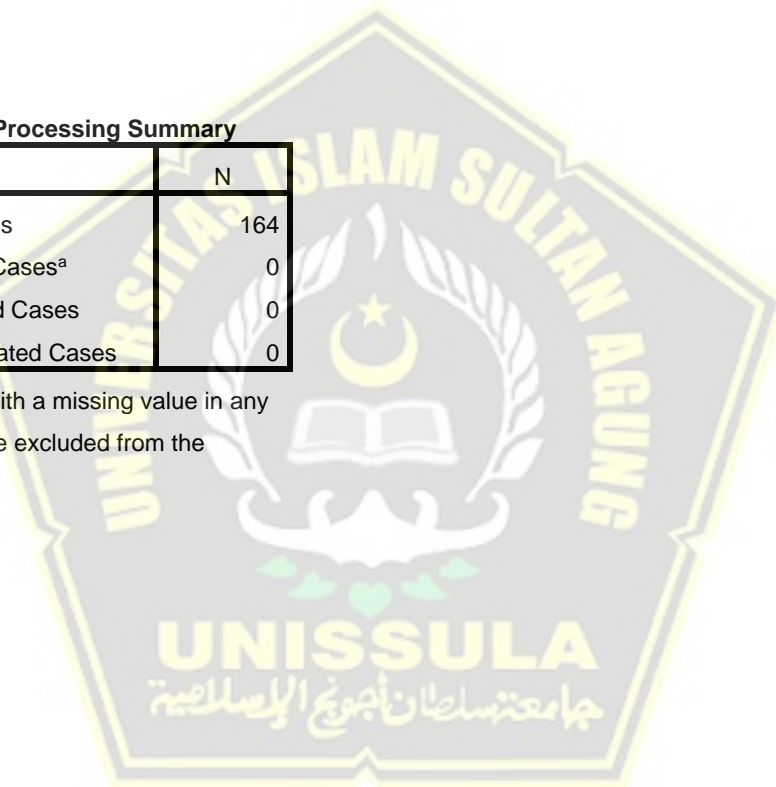 Processing Summary
N
s 164
Casesᵃ 0
d Cases 0
ated Cases 0
ith a missing value in any
e excluded from the
UNIVERSITAS ISLAM SULTAN AGUNG
UNISSULA
جامعة سلطان أجونج الإسلامية